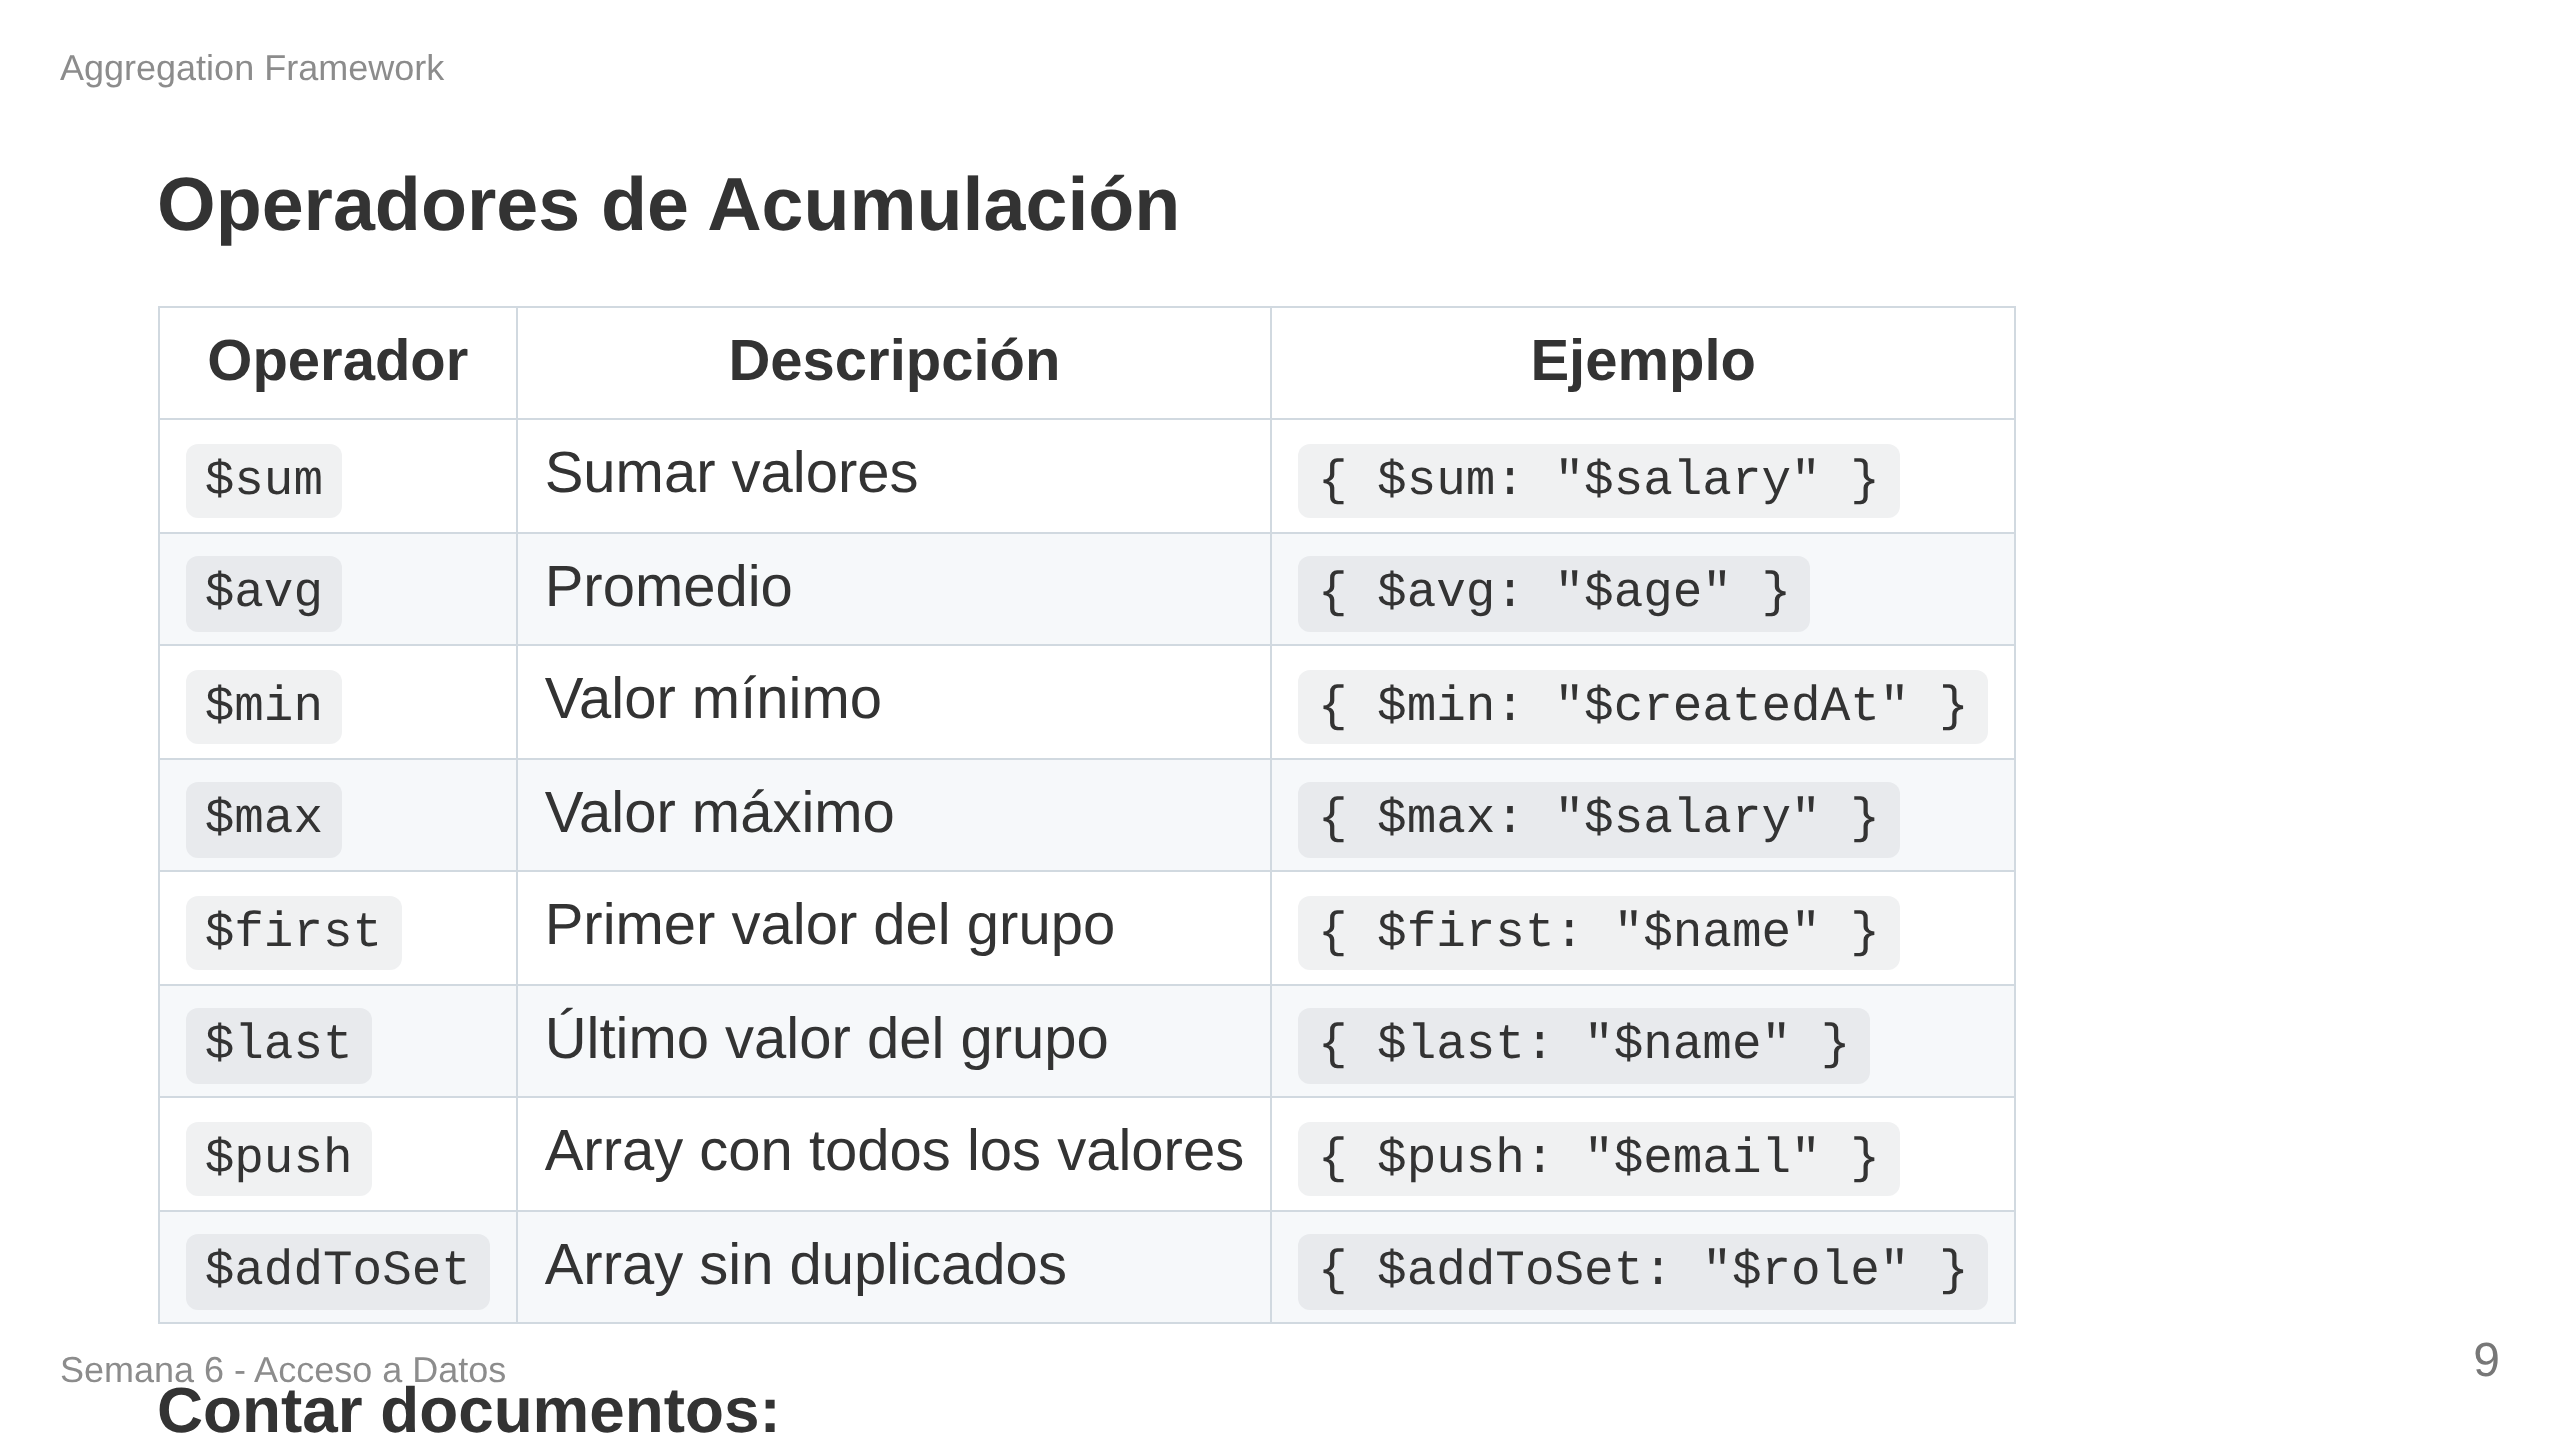 Aggregation Framework
Operadores de Acumulación
Operador Descripción Ejemplo
$sum Sumar valores { $sum: "$salary" }
$avg Promedio { $avg: "$age" }
$min Valor mínimo { $min: "$createdAt" }
$max Valor máximo { $max: "$salary" }
$first Primer valor del grupo { $first: "$name" }
$last Último valor del grupo { $last: "$name" }
$push Array con todos los valores { $push: "$email" }
$addToSet Array sin duplicados { $addToSet: "$role" }
Semana 6 - Acceso a Datos 9
Contar documentos: